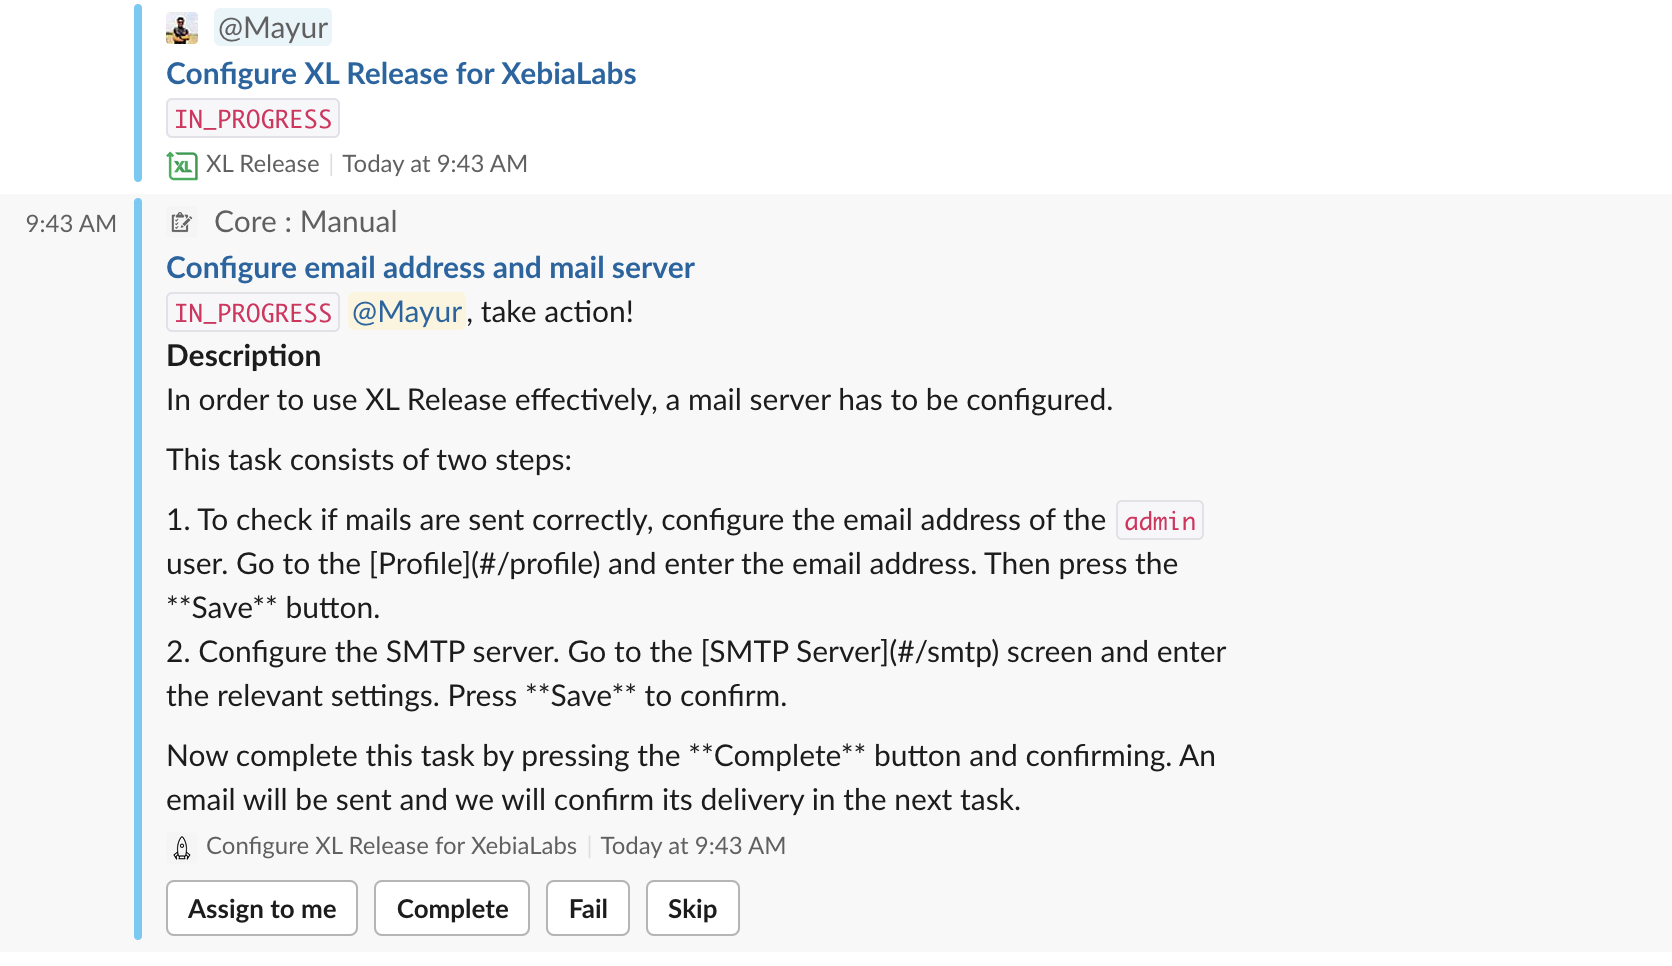 @Mayur
Configure XL Release for XebiaLabs
IN_PROGRESS
XL XL Release | Today at 9:43 AM
9:43 AM Core : Manual
Configure email address and mail server
IN_PROGRESS @Mayur, take action!
Description
In order to use XL Release effectively, a mail server has to be configured.
This task consists of two steps:
1. To check if mails are sent correctly, configure the email address of the admin
user. Go to the [Profile](#/profile) and enter the email address. Then press the
**Save** button.
2. Configure the SMTP server. Go to the [SMTP Server](#/smtp) screen and enter
the relevant settings. Press **Save** to confirm.
Now complete this task by pressing the **Complete** button and confirming. An
email will be sent and we will confirm its delivery in the next task.
Configure XL Release for XebiaLabs | Today at 9:43 AM
Assign to me Complete Fail Skip